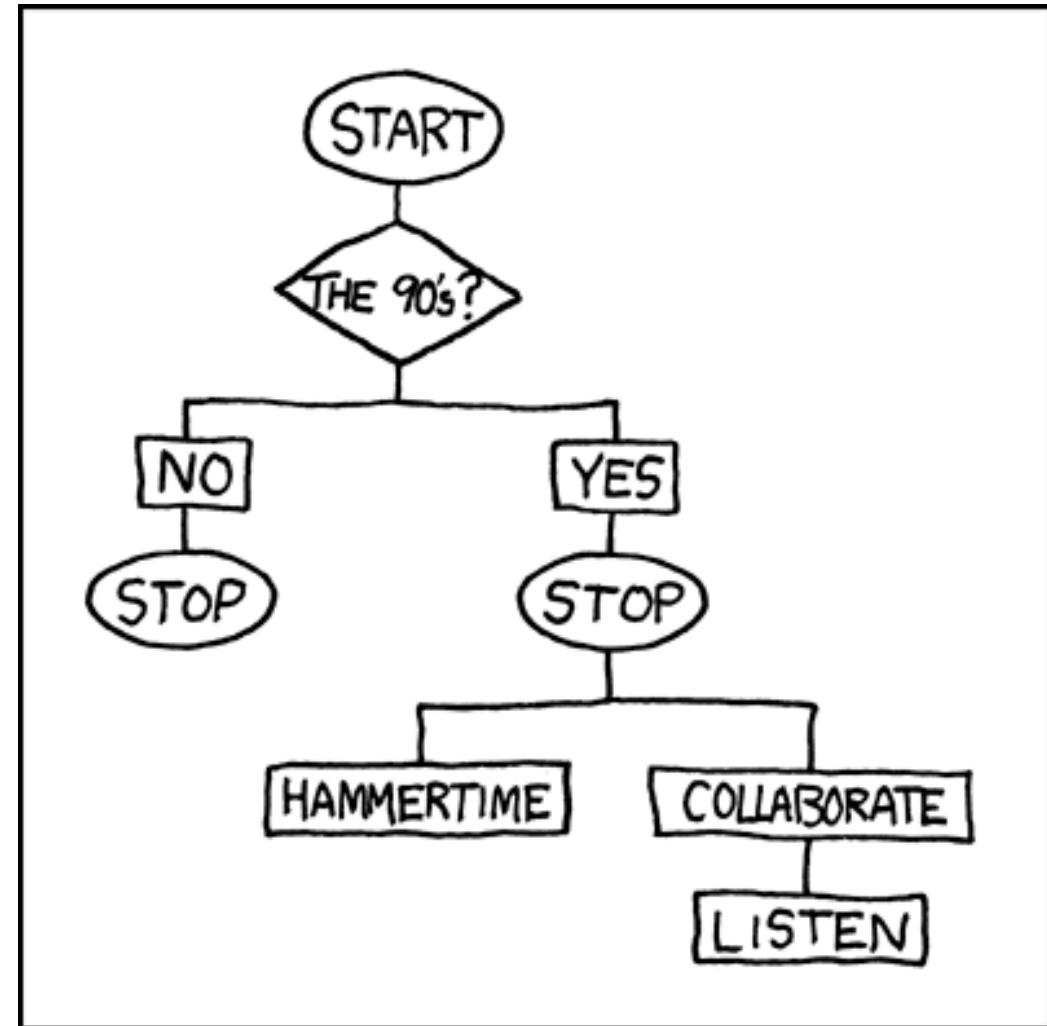 START
THE 90's?
NO
YES
STOP
STOP
HAMMERTIME
COLLABORATE
LISTEN